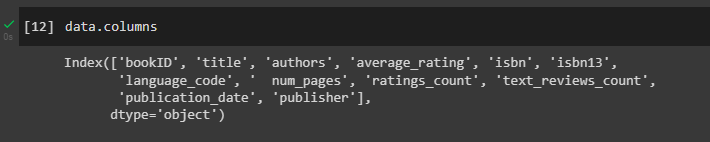 [12] data.columns
0s
Index(['bookID', 'title', 'authors', 'average_rating', 'isbn', 'isbn13',
'language_code', '  num_pages', 'ratings_count', 'text_reviews_count',
'publication_date', 'publisher'],
dtype='object')